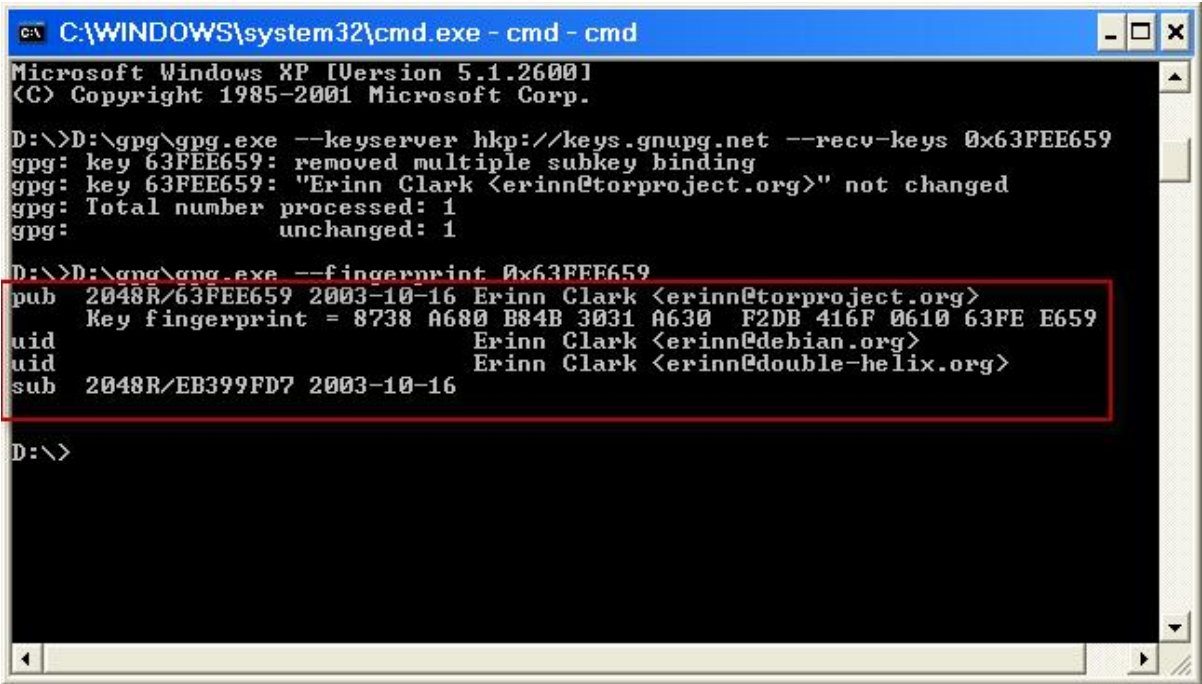 C:\WINDOWS\system32\cmd.exe - cmd - cmd
Microsoft Windows XP [Version 5.1.2600]
(C) Copyright 1985-2001 Microsoft Corp.
D:\>D:\gpg\gpg.exe --keyserver hkp://keys.gnupg.net --recv-keys 0x63FEE659
gpg: key 63FEE659: removed multiple subkey binding
gpg: key 63FEE659: "Erinn Clark <erinn@torproject.org>" not changed
gpg: Total number processed: 1
gpg:              unchanged: 1
D:\>D:\gpg\gpg.exe --fingerprint 0x63FEE659
pub  2048R/63FEE659 2003-10-16 Erinn Clark <erinn@torproject.org>
     Key fingerprint = 8738 A680 B84B 3031 A630  F2DB 416F 0610 63FE E659
uid                            Erinn Clark <erinn@debian.org>
uid                            Erinn Clark <erinn@double-helix.org>
sub  2048R/EB399FD7 2003-10-16
D:\>